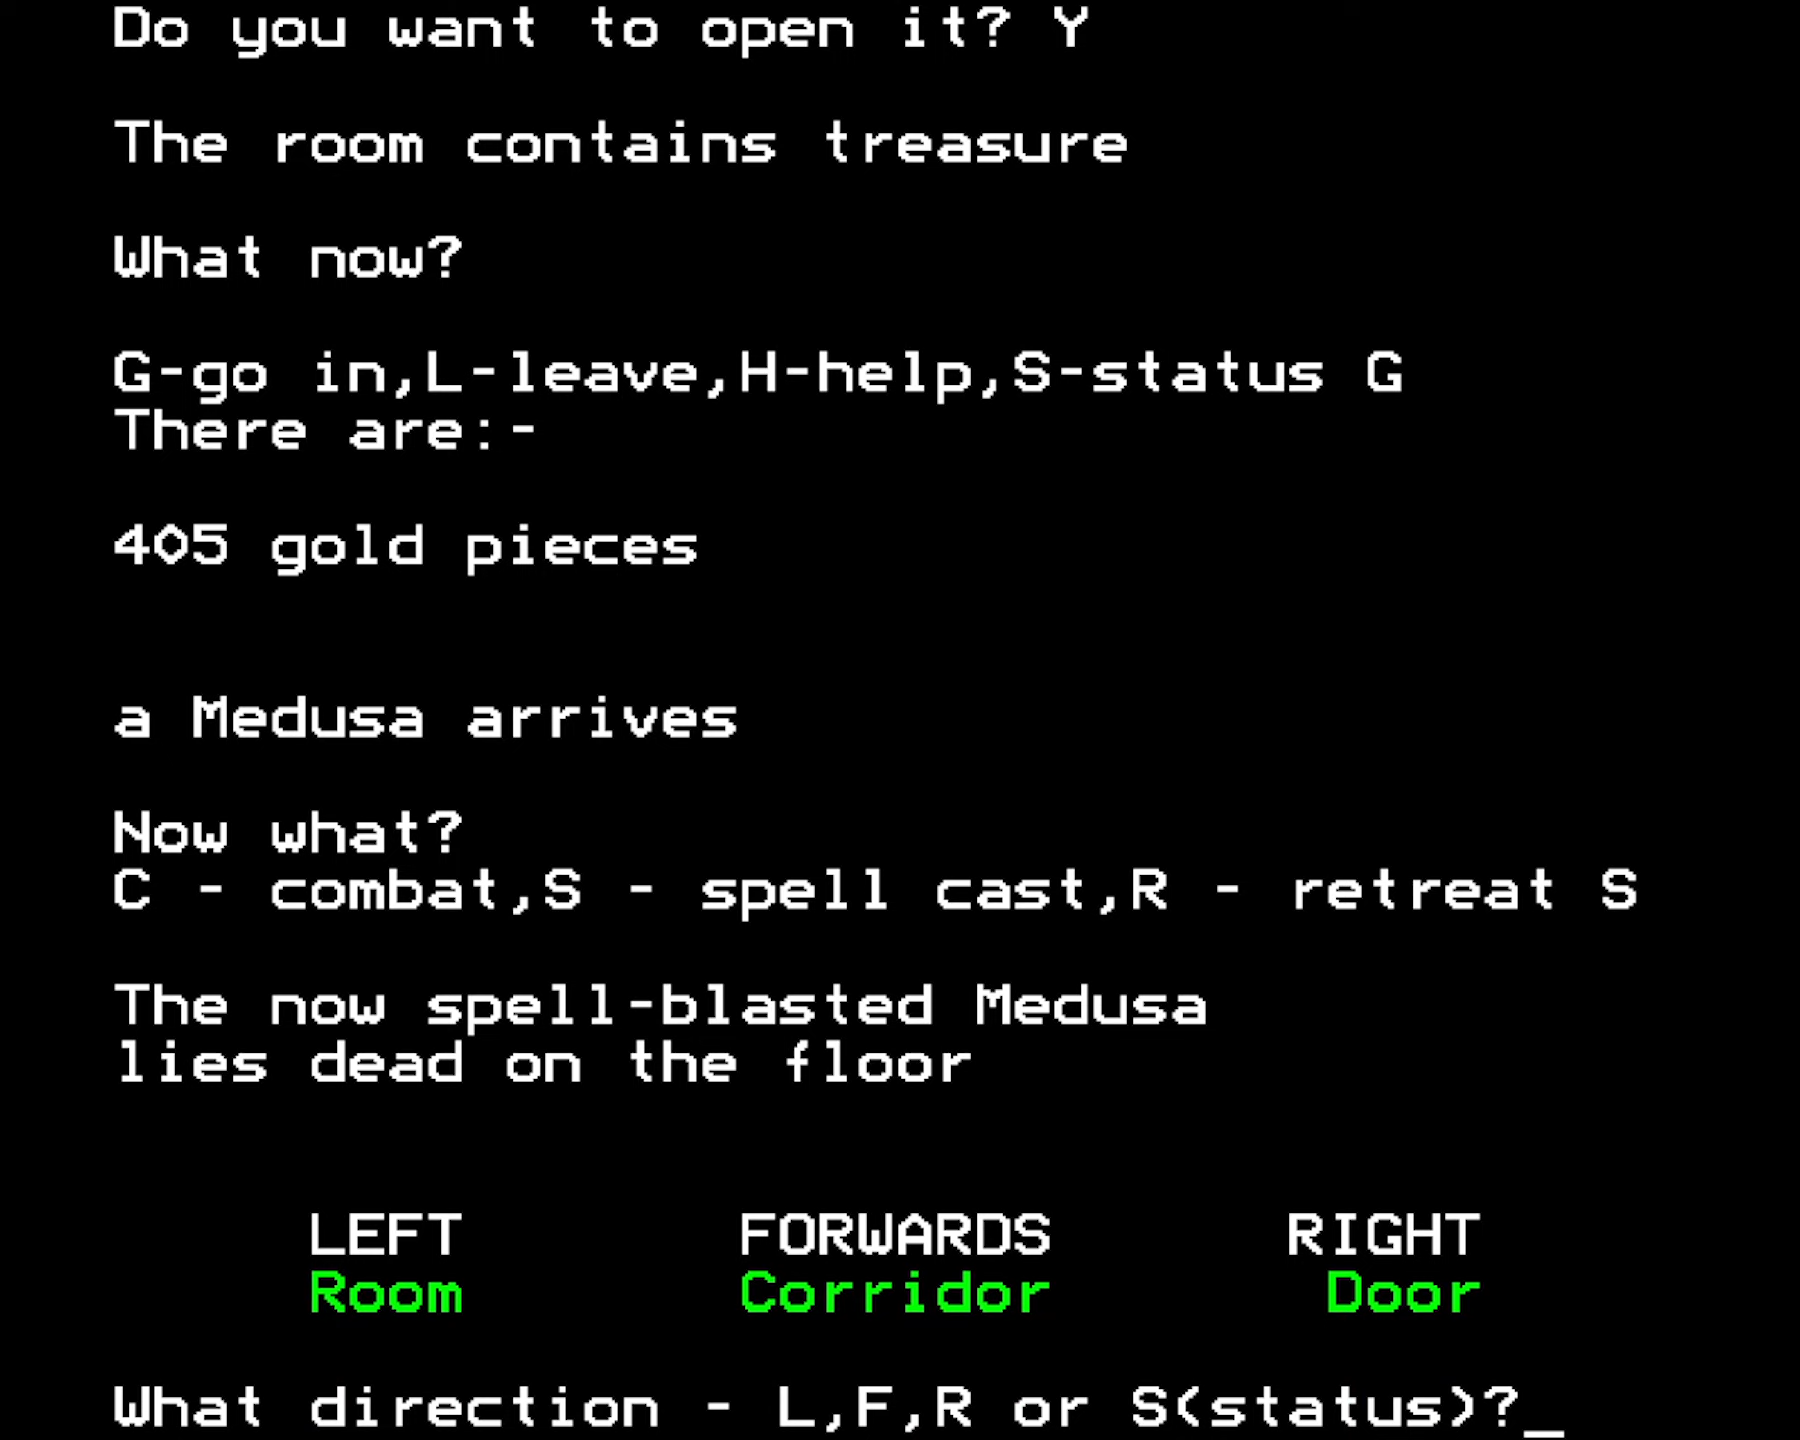 Do you want to open it? Y
The room contains treasure
What now?
G-go in,L-leave,H-help,S-status G
There are:-
405 gold pieces
a Medusa arrives
Now what?
C - combat,S - spell cast,R - retreat S
The now spell-blasted Medusa
lies dead on the floor
LEFT FORWARDS RIGHT
Room Corridor Door
What direction - L,F,R or S(status)?_